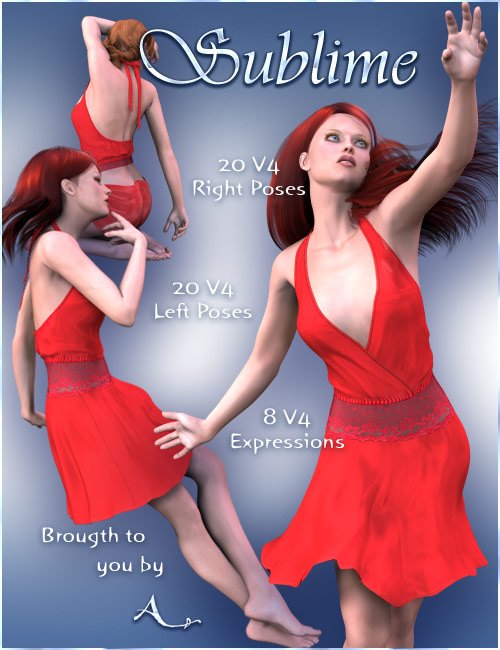 Sublime
20 V4
Right Poses
20 V4
Left Poses
8 V4
Expressions
Brougth to
you by
A